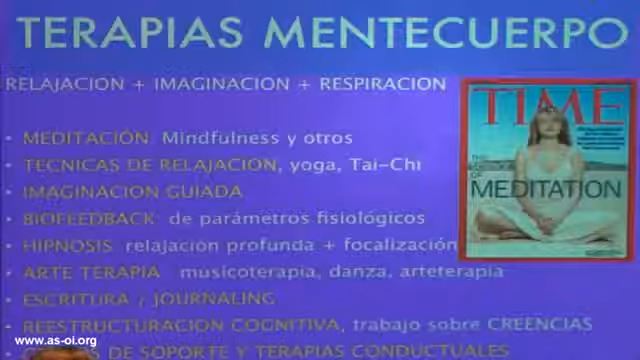 TERAPIAS MENTECUERPO
RELAJACION + IMAGINACION + RESPIRACION
• MEDITACIÓN: Mindfulness y otros
• TECNICAS DE RELAJACION, yoga, Tai-Chi
• IMAGINACION GUIADA
• BIOFEEDBACK: de parámetros fisiológicos
• HIPNOSIS: relajación profunda + focalización
• ARTE TERAPIA: musicoterapia, danza, arteterapia
• ESCRITURA / JOURNALING
• REESTRUCTURACION COGNITIVA, trabajo sobre CREENCIAS
DE SOPORTE Y TERAPIAS CONDUCTUALES
TIME
THE
OF
MEDITATION
www.as-oi.org